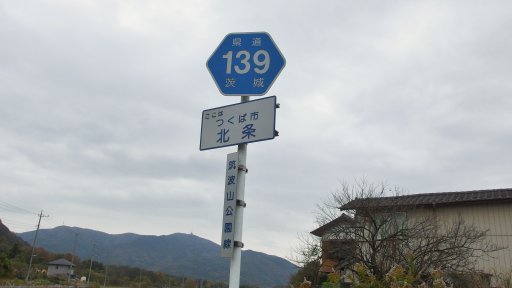 県道
139
茨城
ここは
つくば市
北条
筑波山公園線